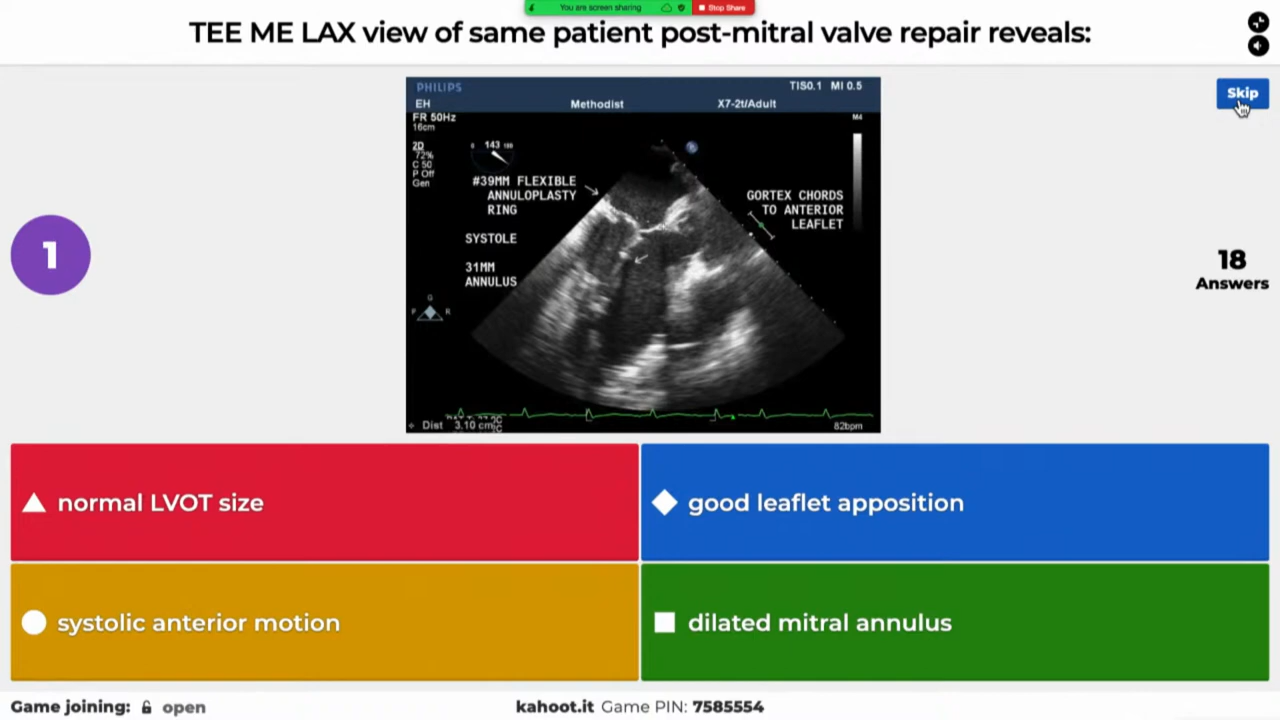 You are screen sharing
Stop Share
TEE ME LAX view of same patient post-mitral valve repair reveals:
Skip
PHILIPS
TIS0.1 MI 0.5
EH
Methodist
X7-2t/Adult
FR 50Hz
16cm
M4
2D
72%
C 50
P Off
Gen
0 143 180
#39MM FLEXIBLE
ANNULOPLASTY
RING
GORTEX CHORDS
TO ANTERIOR
LEAFLET
SYSTOLE
31MM
ANNULUS
G
P R
Dist 3.10 cm
82bpm
1
18
Answers
normal LVOT size
good leaflet apposition
systolic anterior motion
dilated mitral annulus
Game joining: open
kahoot.it Game PIN: 7585554